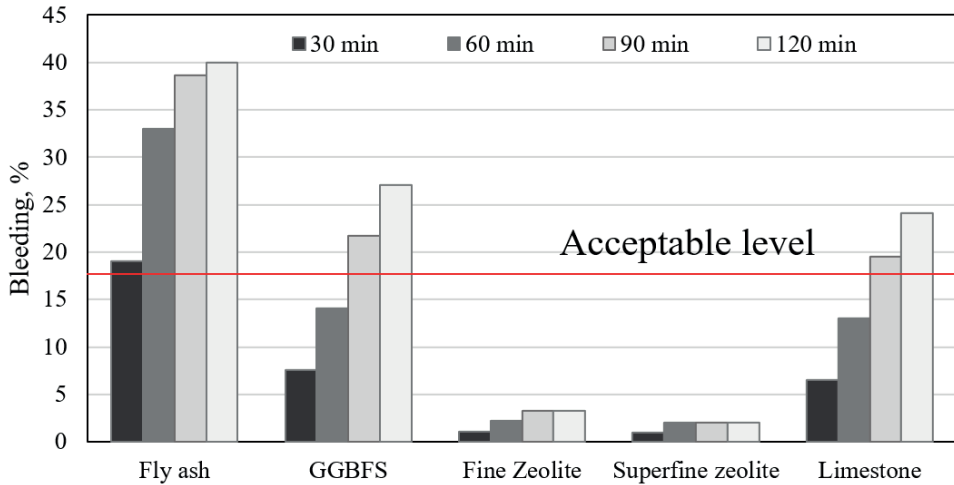 45
40
35
30
25
20
15
10
5
0
Bleeding, %
30 min 60 min 90 min 120 min
Acceptable level
Fly ash GGBFS Fine Zeolite Superfine zeolite Limestone